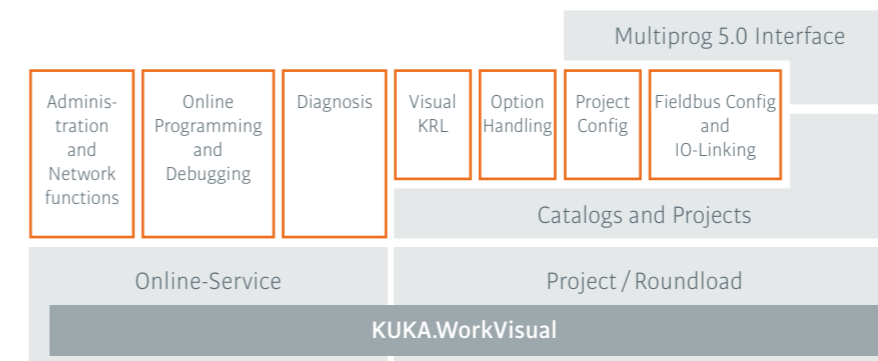 Multiprog 5.0 Interface
Adminis-
tration
and
Network
functions
Online
Programming
and
Debugging
Diagnosis
Visual
KRL
Option
Handling
Project
Config
Fieldbus Config
and
IO-Linking
Catalogs and Projects
Online-Service
Project / Roundload
KUKA.WorkVisual